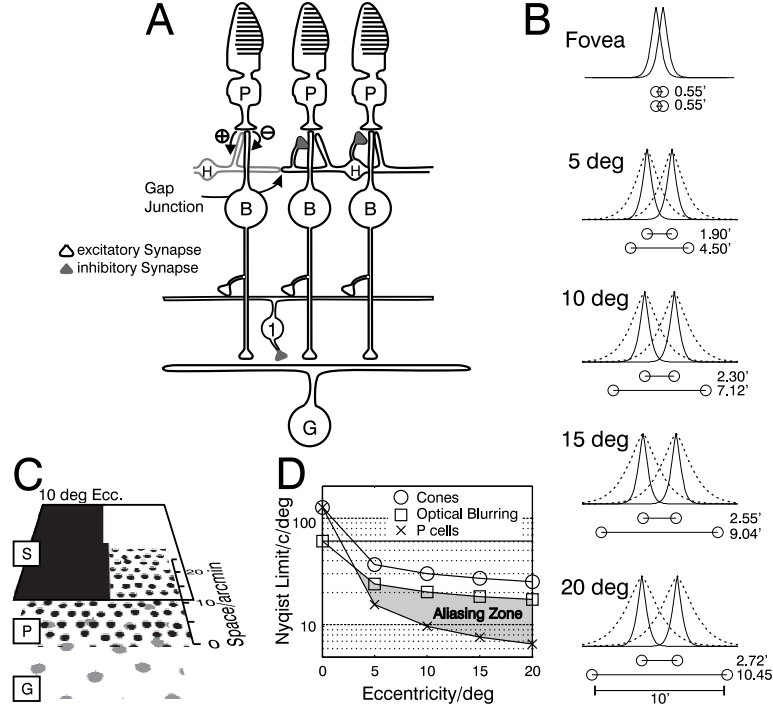 A
P
P
P
H
H
Gap
Junction
B
B
B
excitatory Synapse
inhibitory Synapse
1
G
B
Fovea
0.55'
0.55'
5 deg
1.90'
4.50'
10 deg
2.30'
7.12'
15 deg
2.55'
9.04'
20 deg
2.72'
10.45
10'
C
10 deg Ecc.
S
P
G
20
10
0
Space/arcmin
D
Cones
Optical Blurring
P cells
Aliasing Zone
100
10
Nyqist Limit/c/deg
0 5 10 15 20
Eccentricity/deg